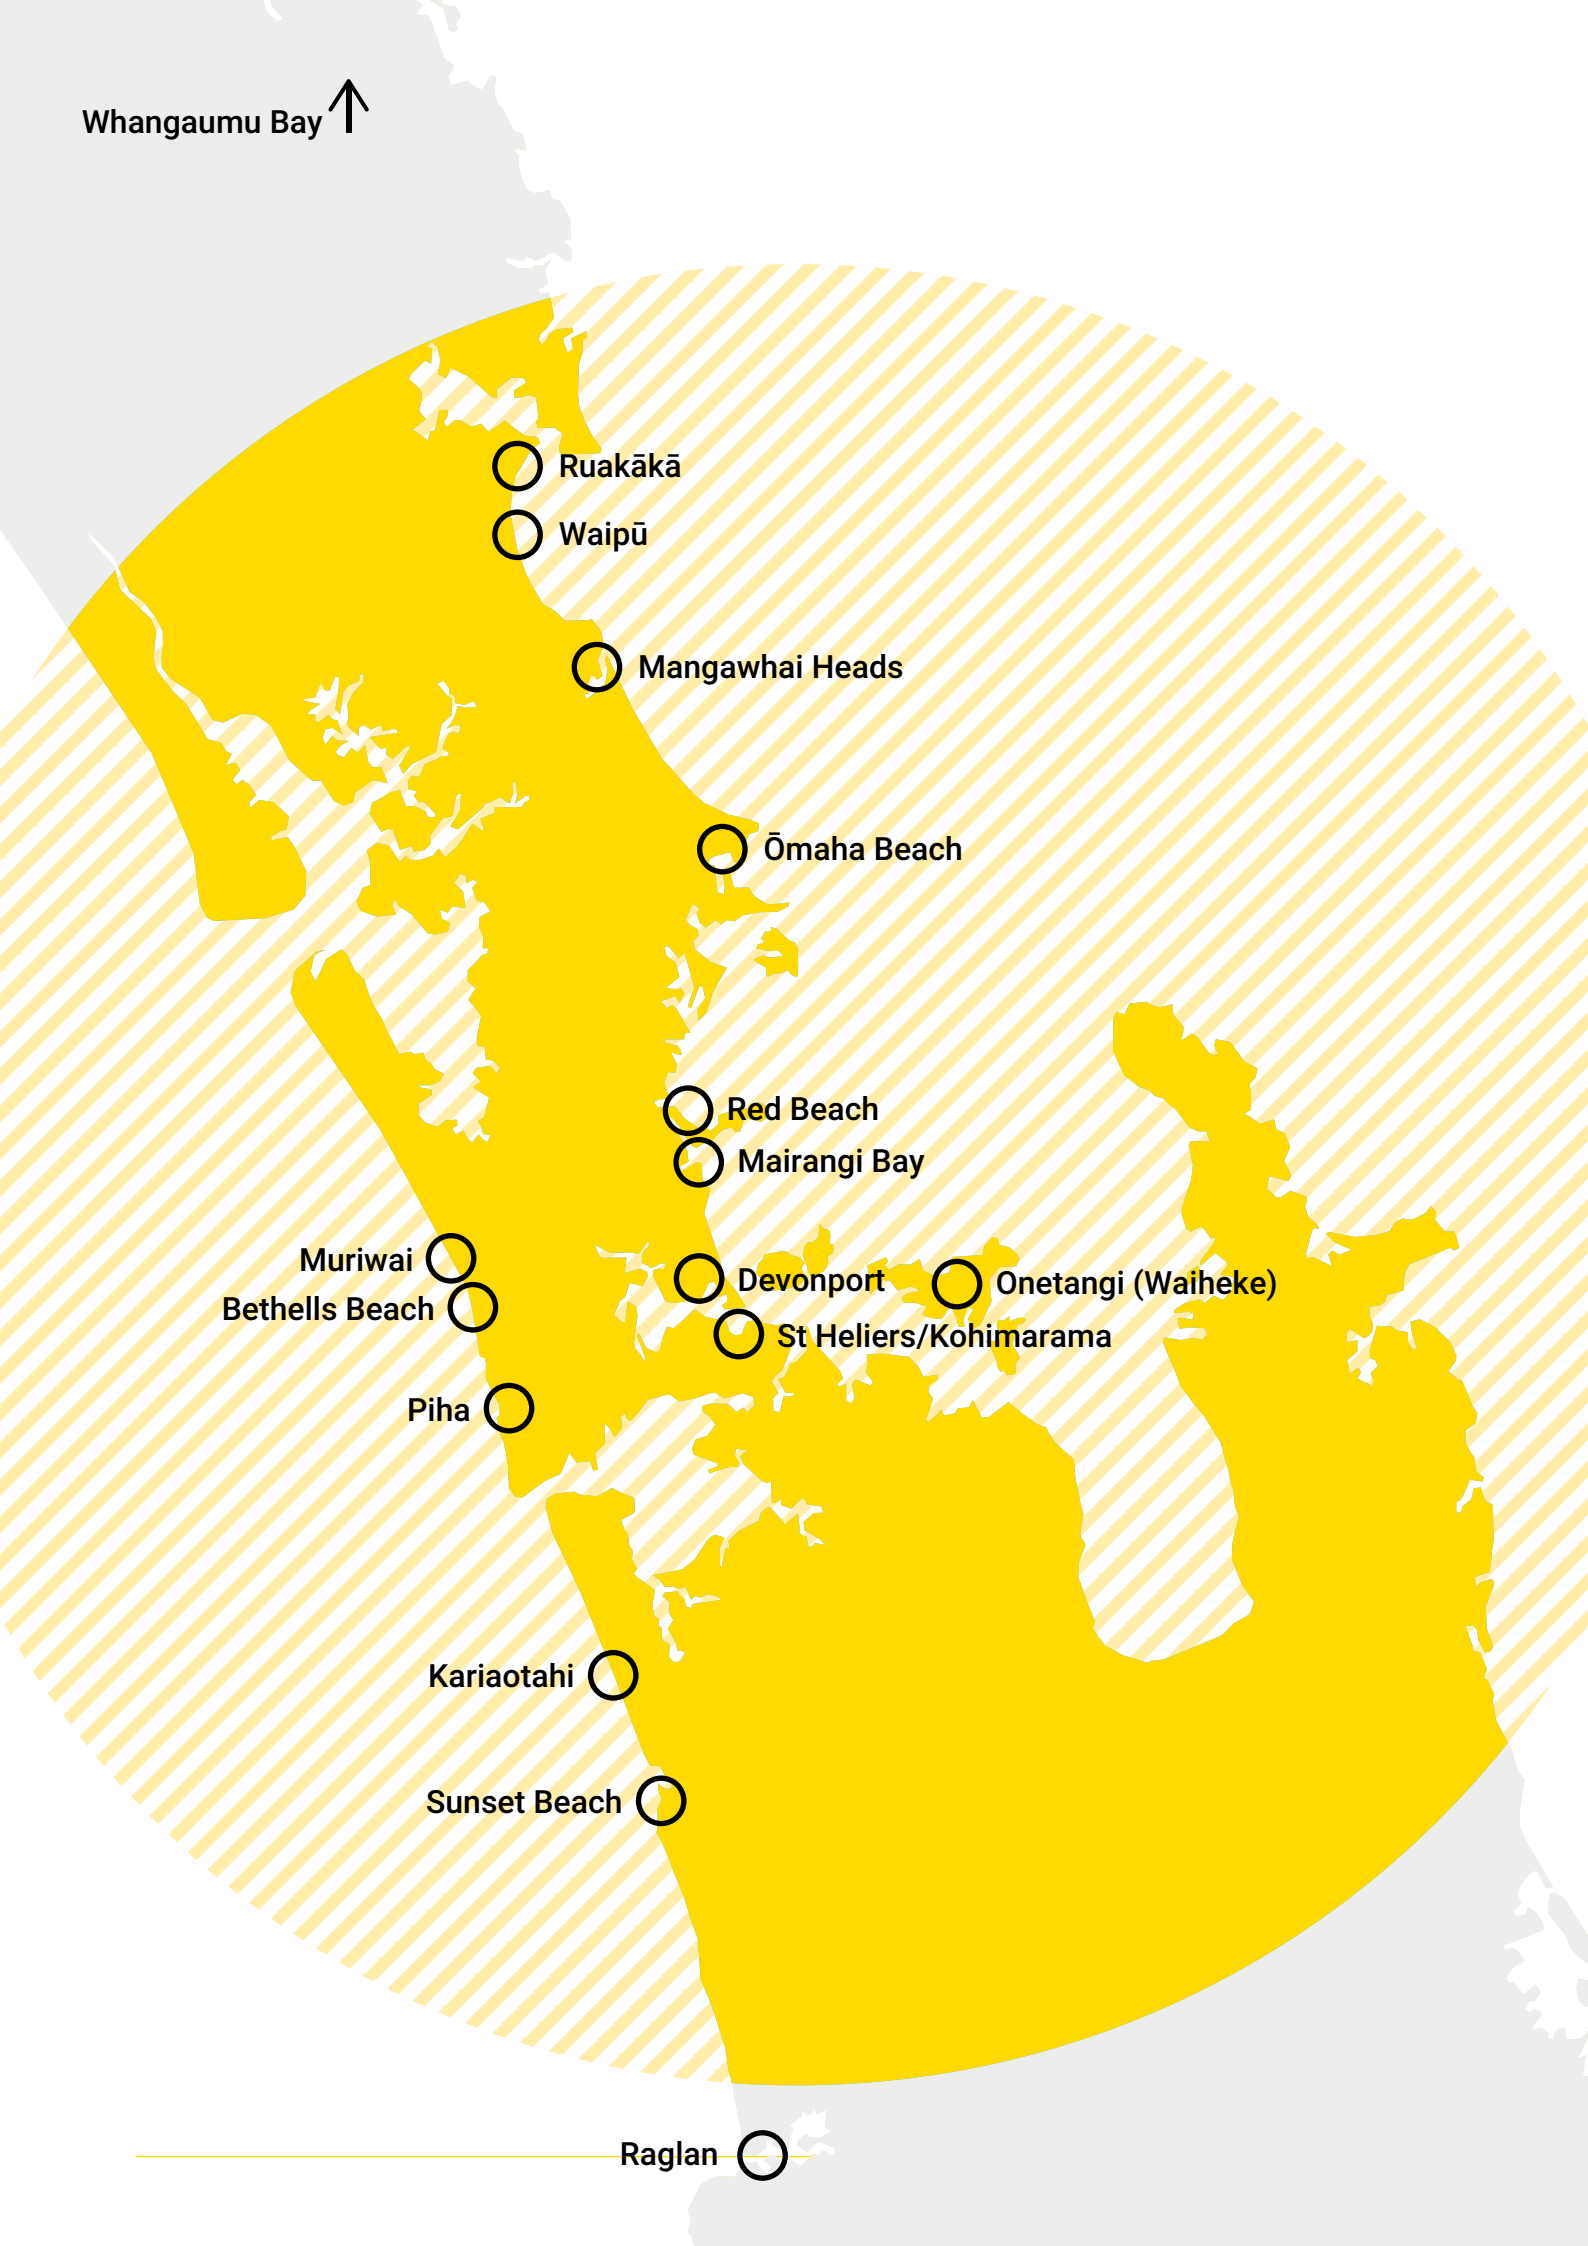 Whangaumu Bay
Ruakākā
Waipū
Mangawhai Heads
Ōmaha Beach
Red Beach
Mairangi Bay
Muriwai
Devonport
Onetangi (Waiheke)
Bethells Beach
St Heliers/Kohimarama
Piha
Kariaotahi
Sunset Beach
Raglan